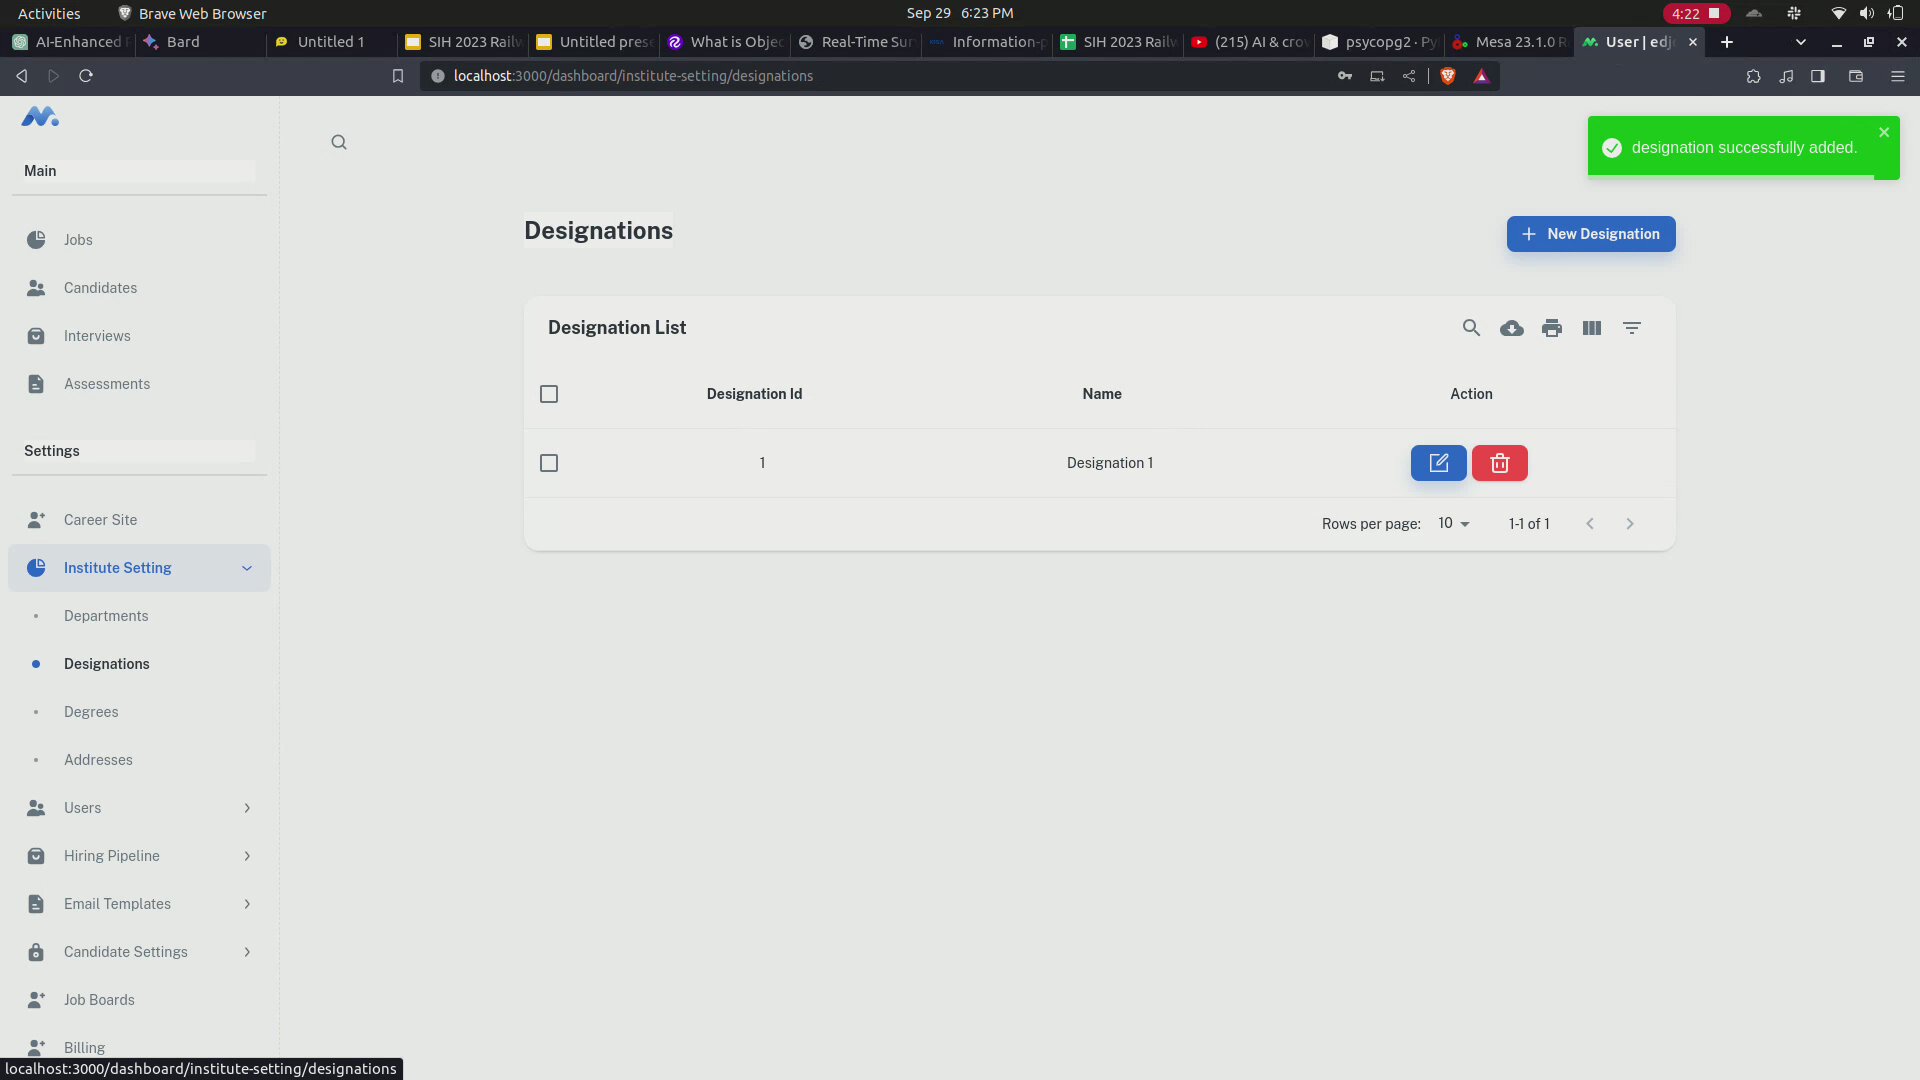 Activities
Brave Web Browser
Sep 29 6:23 PM
4:22
AI-Enhanced
Bard
Untitled 1
SIH 2023 Railw
Untitled prese
What is Objec
Real-Time Sur
Information-p
SIH 2023 Railw
(215) AI & crow
psycopg2 · Py
Mesa 23.1.0 R
User | edj
localhost:3000/dashboard/institute-setting/designations
designation successfully added.
Main
Jobs
Candidates
Interviews
Assessments
Settings
Career Site
Institute Setting
Departments
Designations
Degrees
Addresses
Users
Hiring Pipeline
Email Templates
Candidate Settings
Job Boards
Billing
Designations
New Designation
Designation List
Designation Id Name Action
1 Designation 1
Rows per page: 10 1-1 of 1
localhost:3000/dashboard/institute-setting/designations